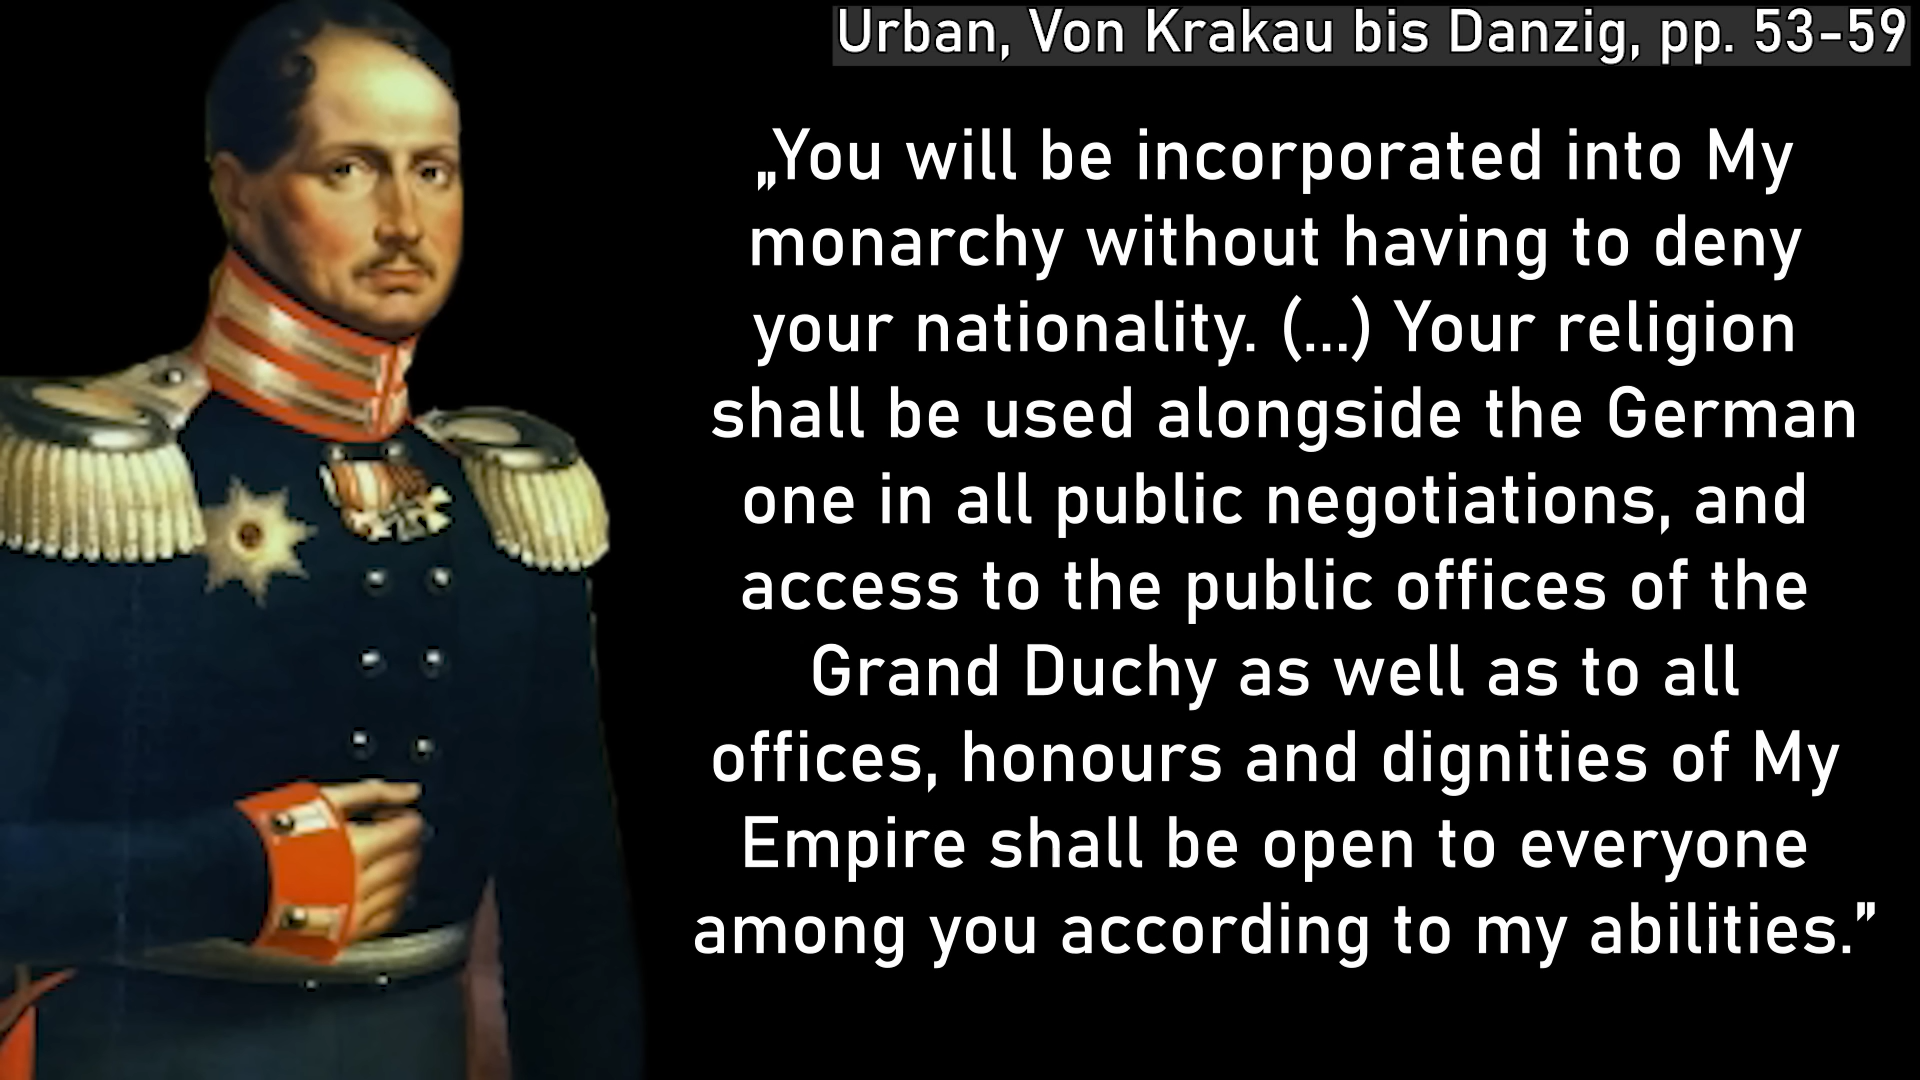 Urban, Von Krakau bis Danzig, pp. 53-59
„You will be incorporated into My
monarchy without having to deny
your nationality. (...) Your religion
shall be used alongside the German
one in all public negotiations, and
access to the public offices of the
Grand Duchy as well as to all
offices, honours and dignities of My
Empire shall be open to everyone
among you according to my abilities.”